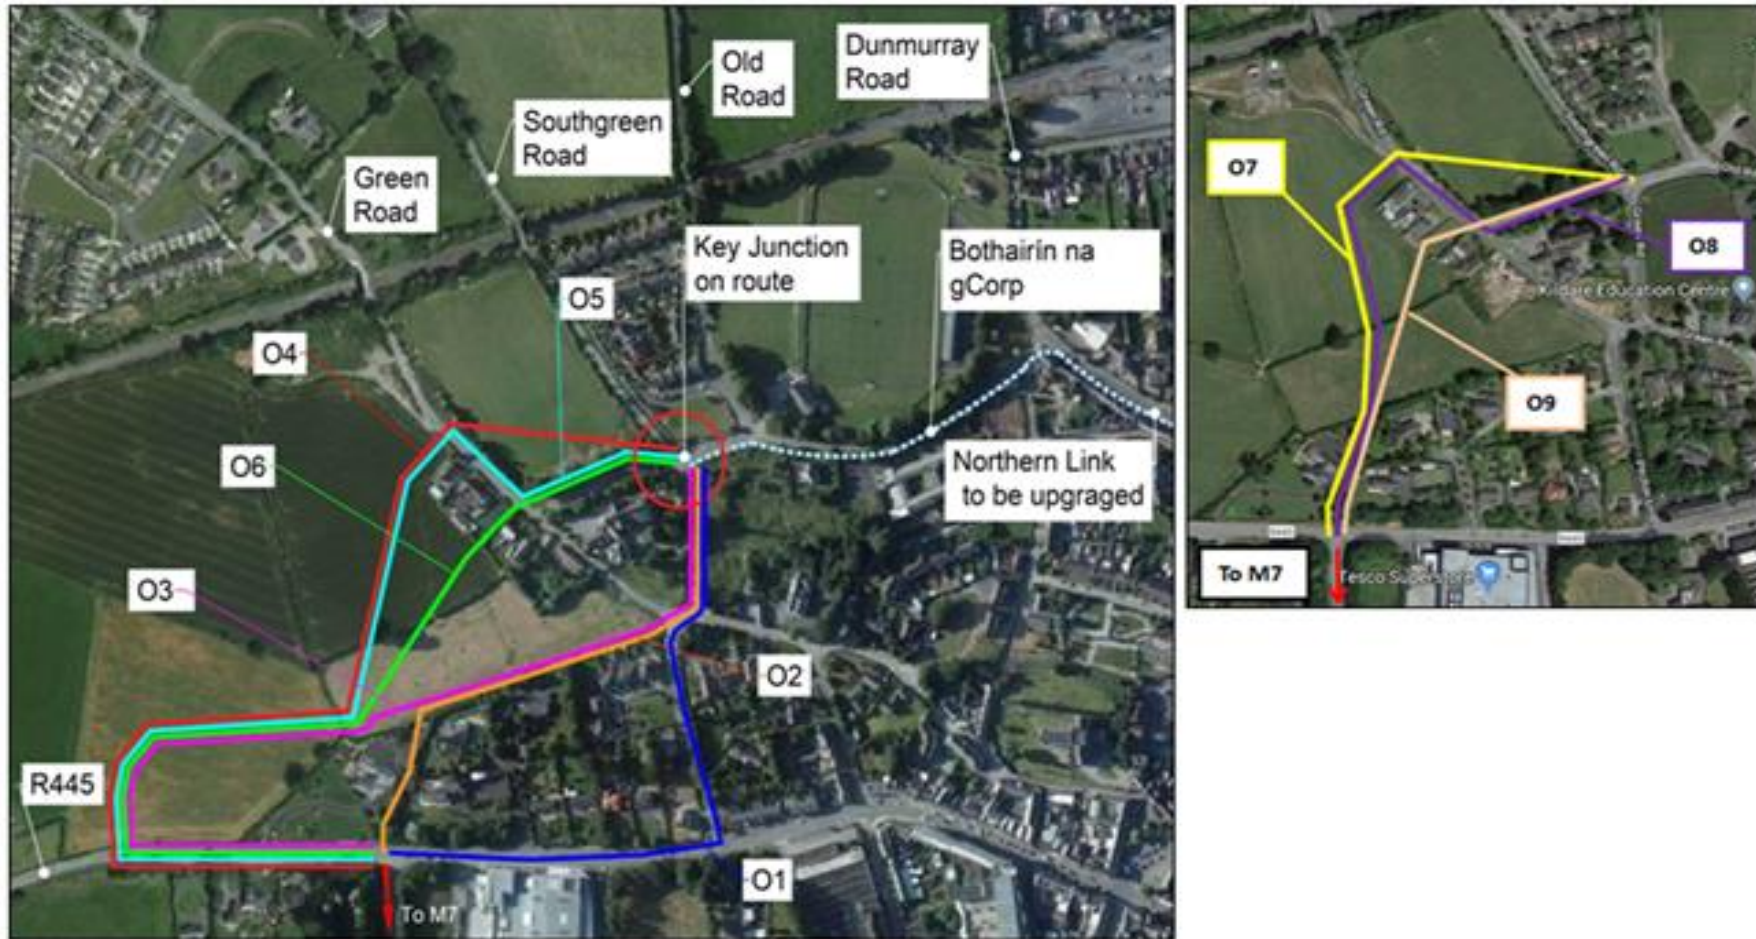 Old
Road
Dunmurray
Road
Southgreen
Road
Green
Road
Key Junction
on route
Bothairín na
gCorp
O5
O4
O6
Northern Link
to be upgraged
O3
O2
R445
O1
To M7
O7
O8
Kildare Education Centre
O9
To M7
Tesco Superstore